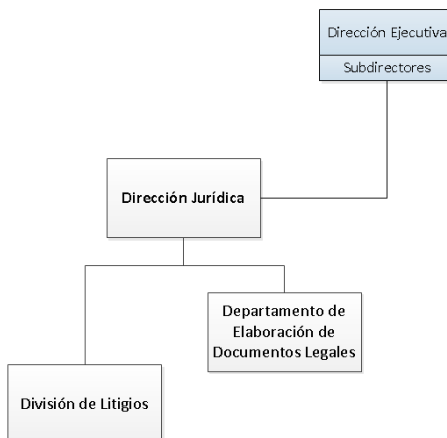 Dirección Ejecutiva
Subdirectores
Dirección Jurídica
Departamento de
Elaboración de
Documentos Legales
División de Litigios